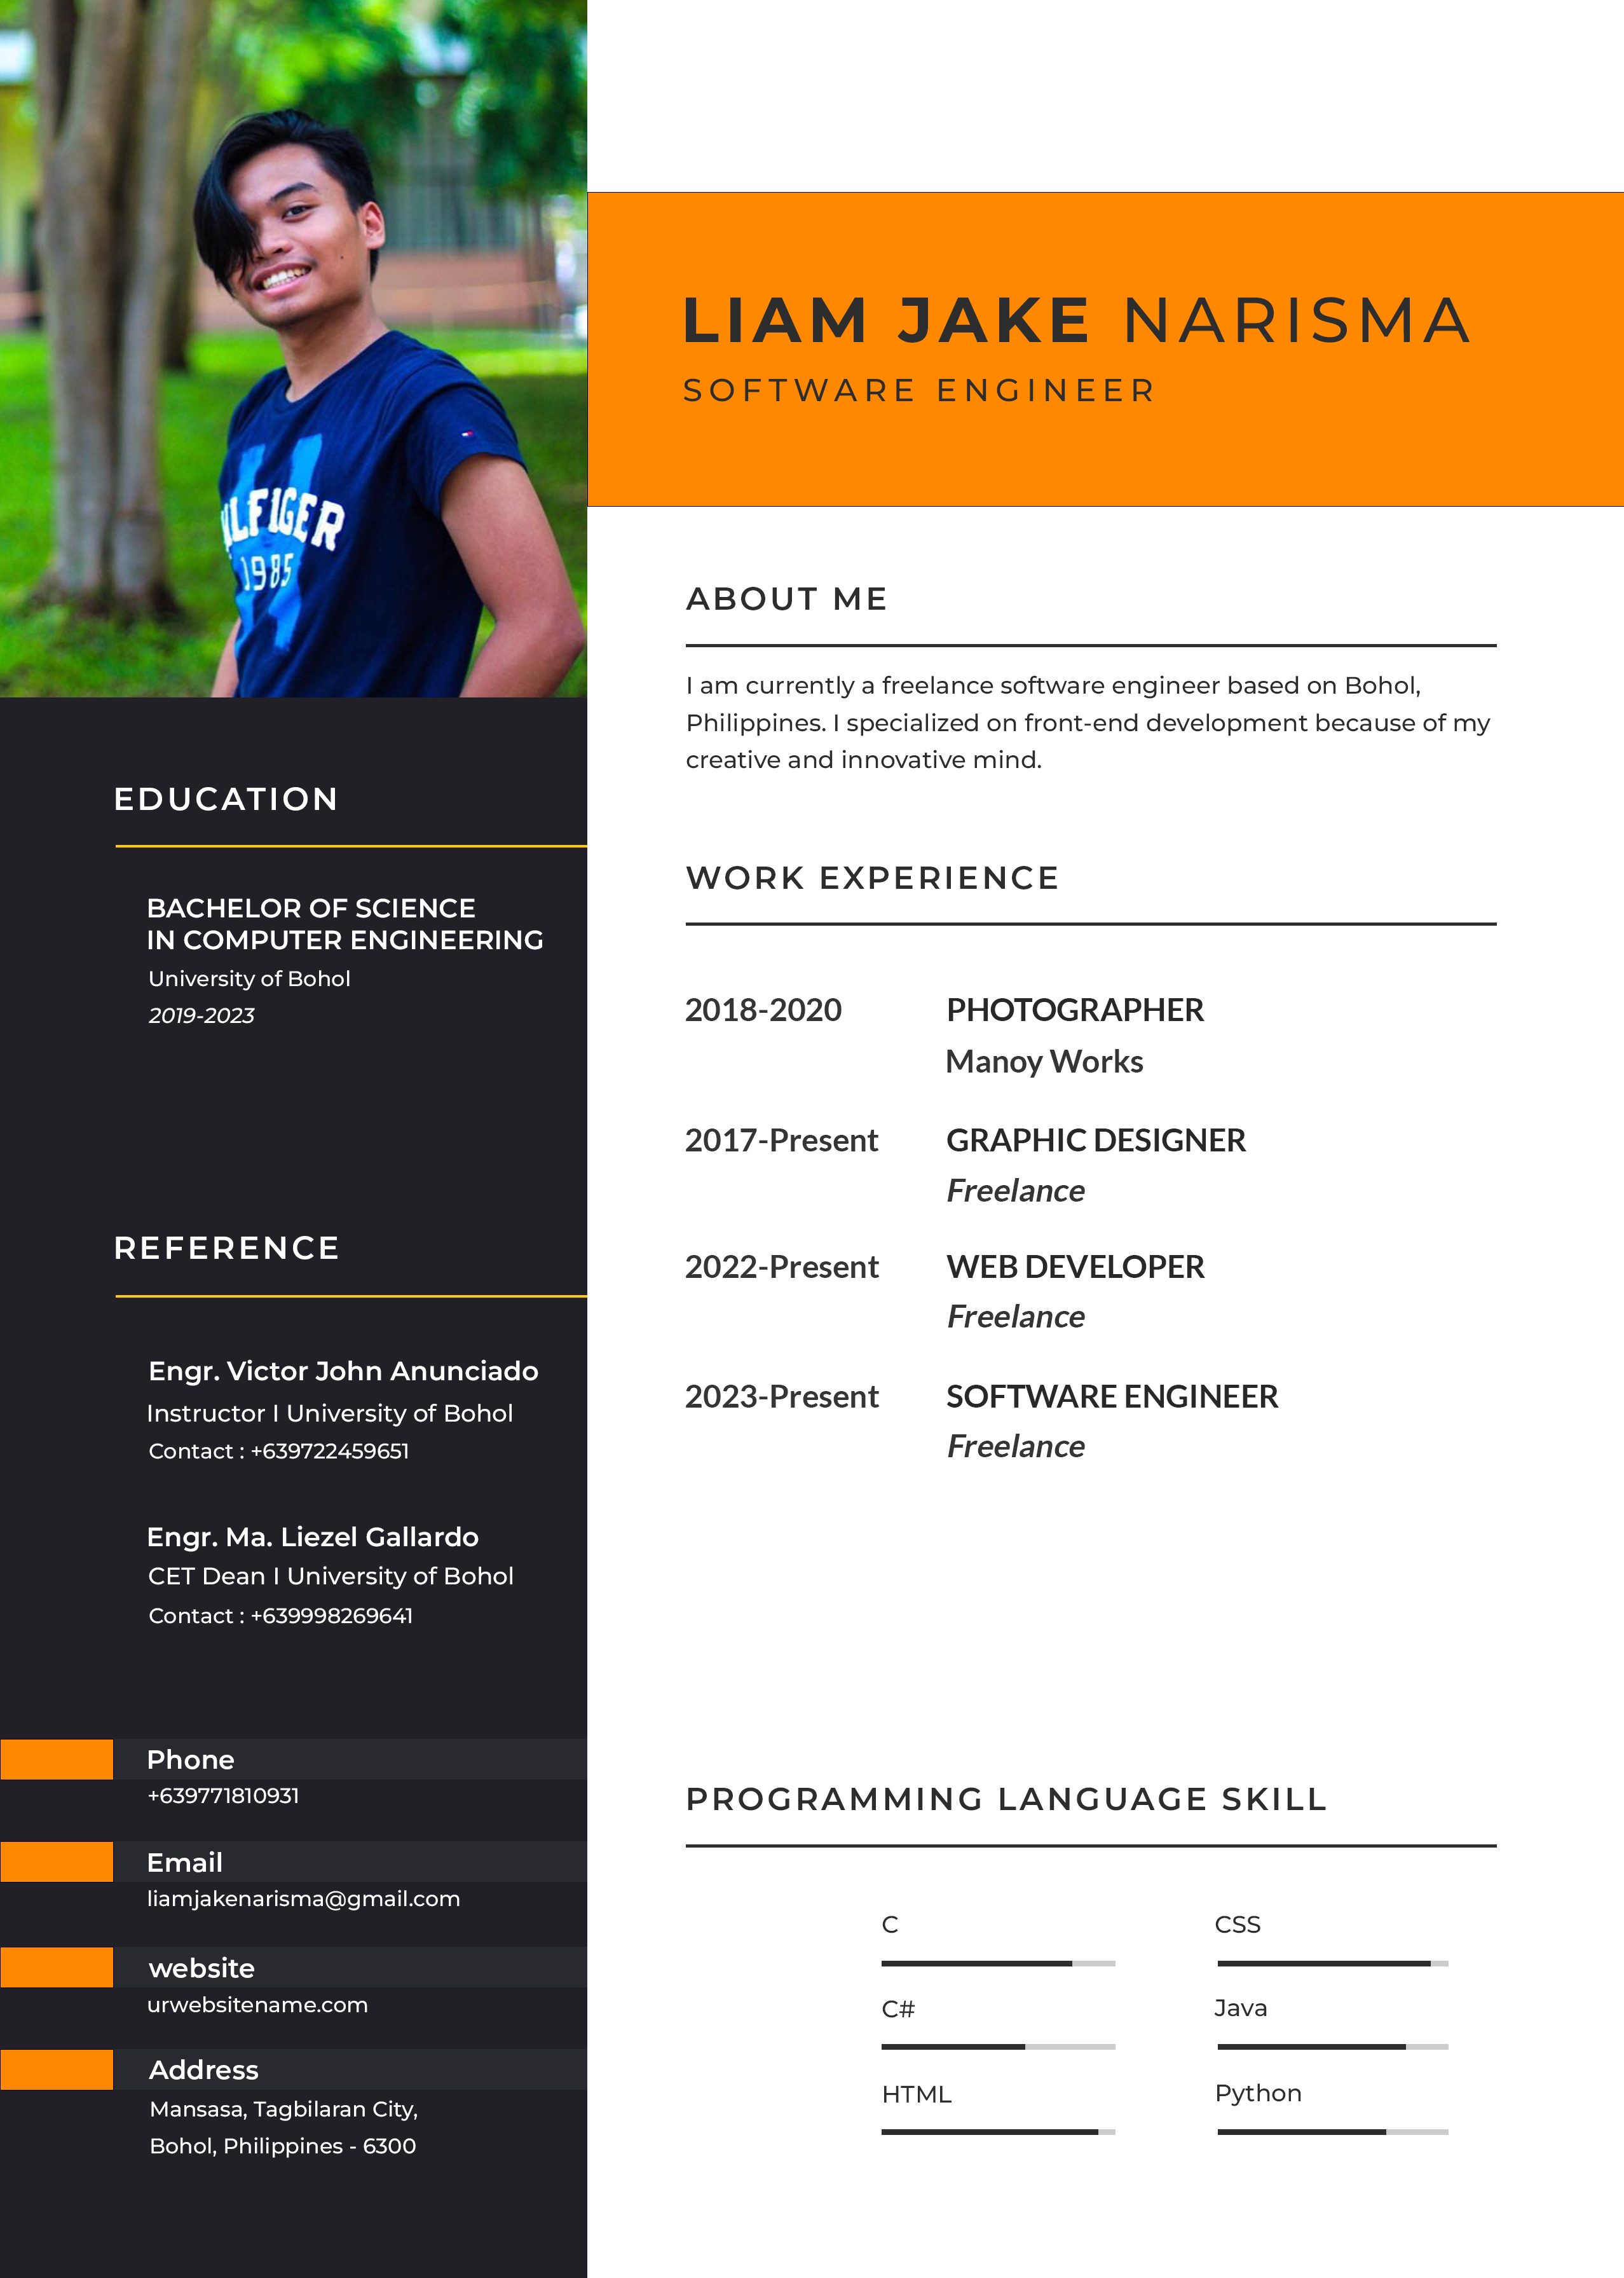 ILFIGER
1985
LIAM JAKE NARISMA
SOFTWARE ENGINEER
ABOUT ME
I am currently a freelance software engineer based on Bohol,
Philippines. I specialized on front-end development because of my
creative and innovative mind.
EDUCATION
BACHELOR OF SCIENCE
IN COMPUTER ENGINEERING
University of Bohol
2019-2023
REFERENCE
Engr. Victor John Anunciado
Instructor I University of Bohol
Contact : +639722459651
Engr. Ma. Liezel Gallardo
CET Dean I University of Bohol
Contact : +639998269641
Phone
+639771810931
Email
liamjakenarisma@gmail.com
website
urwebsitename.com
Address
Mansasa, Tagbilaran City,
Bohol, Philippines - 6300
WORK EXPERIENCE
2018-2020 PHOTOGRAPHER
Manoy Works
2017-Present GRAPHIC DESIGNER
Freelance
2022-Present WEB DEVELOPER
Freelance
2023-Present SOFTWARE ENGINEER
Freelance
PROGRAMMING LANGUAGE SKILL
C CSS
C# Java
HTML Python